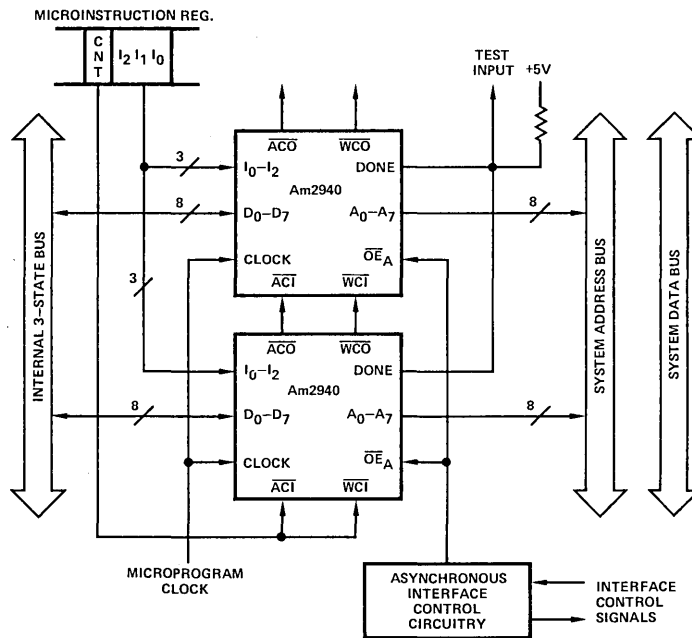 MICROINSTRUCTION REG.
CNT
I2 I1 I0
TEST INPUT
+5V
ACO
WCO
3
I0–I2
DONE
Am2940
8
D0–D7
A0–A7
8
CLOCK
OEA
ACI
WCI
3
ACO
WCO
I0–I2
DONE
Am2940
8
D0–D7
A0–A7
8
CLOCK
OEA
ACI
WCI
INTERNAL 3–STATE BUS
SYSTEM ADDRESS BUS
SYSTEM DATA BUS
MICROPROGRAM
CLOCK
ASYNCHRONOUS
INTERFACE
CONTROL
CIRCUITRY
INTERFACE
CONTROL
SIGNALS